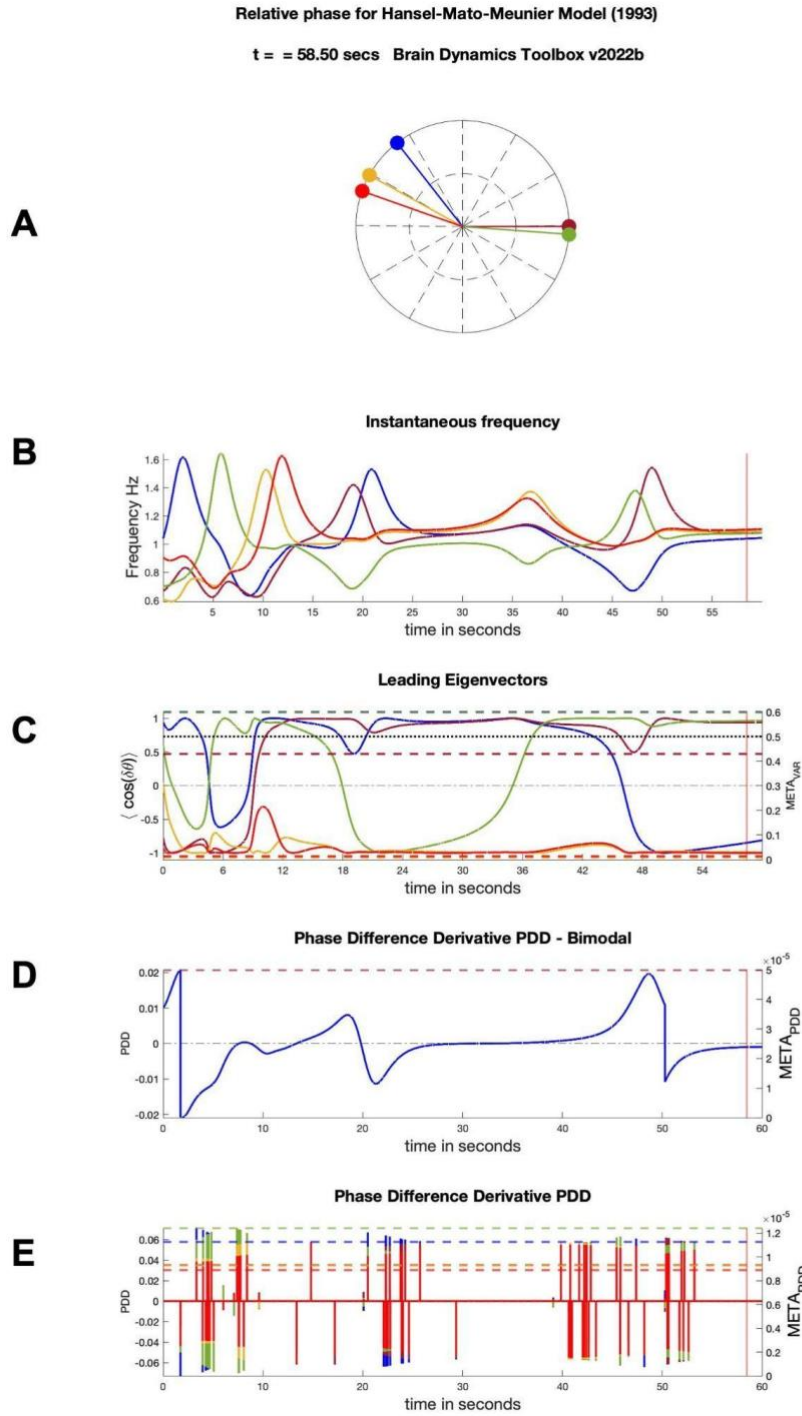 Relative phase for Hansel-Mato-Meunier Model (1993)
t = = 58.50 secs Brain Dynamics Toolbox v2022b
A
B
Instantaneous frequency
Frequency Hz
1.6
1.4
1.2
1
0.8
0.6
5 10 15 20 25 30 35 40 45 50 55
time in seconds
C
Leading Eigenvectors
⟨ cos(δθ)⟩
1
0.5
0
-0.5
-1
0.6
0.5
0.4
0.3
0.2
0.1
0
META_VAR
0 6 12 18 24 30 36 42 48 54
time in seconds
D
Phase Difference Derivative PDD - Bimodal
PDD
0.02
0.01
0
-0.01
-0.02
×10⁻⁵
5
4
3
2
1
0
META_PDD
0 10 20 30 40 50 60
time in seconds
E
Phase Difference Derivative PDD
PDD
0.06
0.04
0.02
0
-0.02
-0.04
-0.06
×10⁻⁵
1.2
1
0.8
0.6
0.4
0.2
0
META_PDD
0 10 20 30 40 50 60
time in seconds